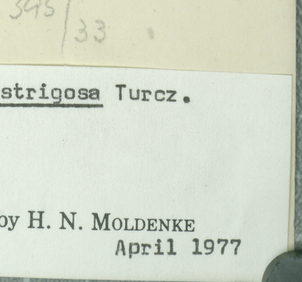 345/33
strigosa Turcz.
by H. N. MOLDENKE
April 1977